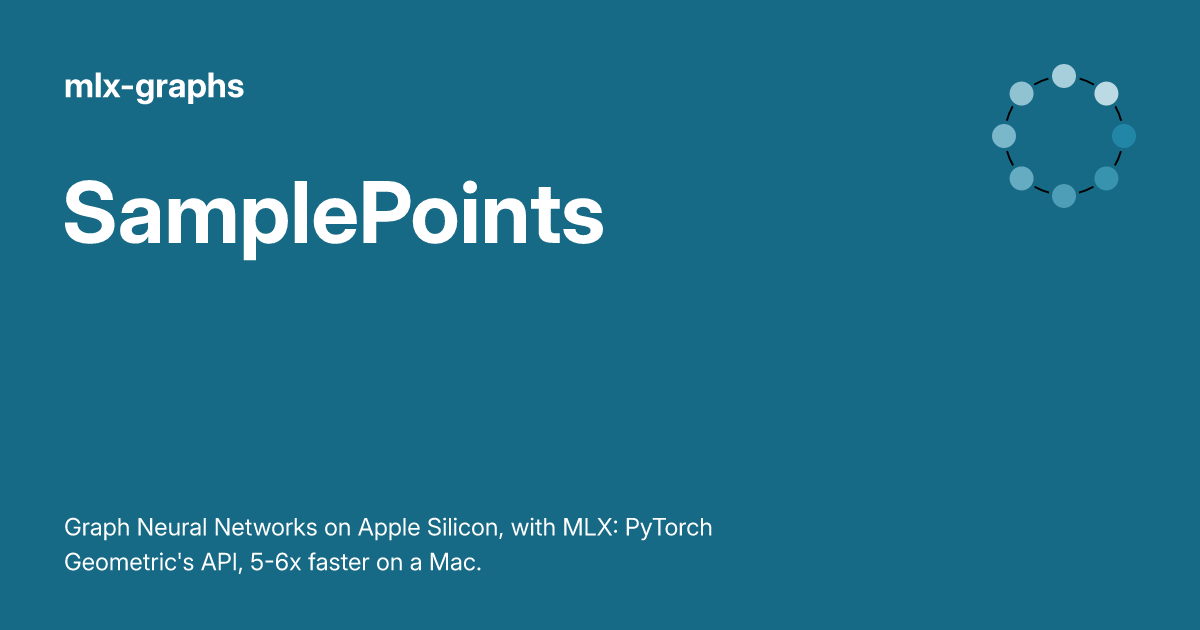 mlx-graphs
SamplePoints
Graph Neural Networks on Apple Silicon, with MLX: PyTorch
Geometric's API, 5-6x faster on a Mac.